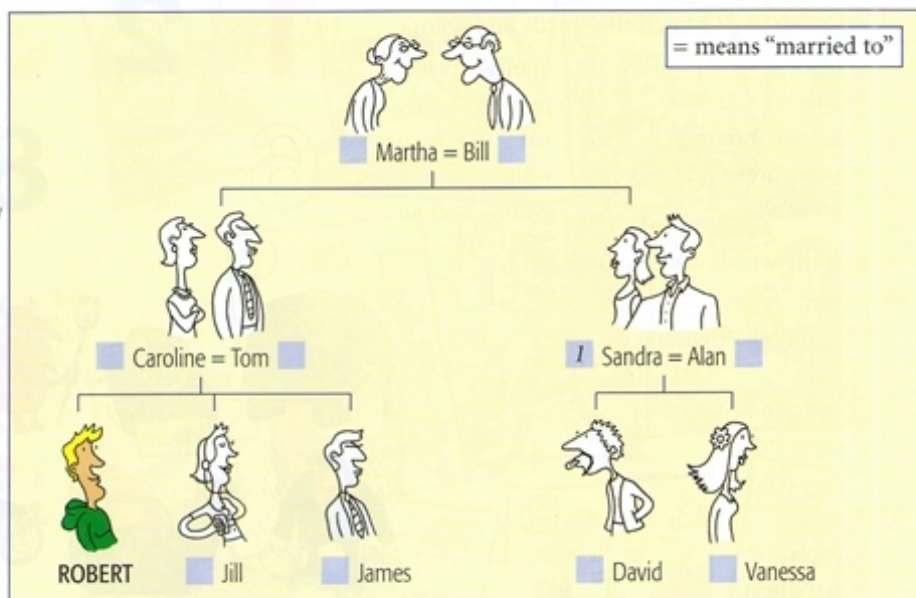 = means “married to”
Martha = Bill
Caroline = Tom
1 Sandra = Alan
ROBERT
Jill
James
David
Vanessa